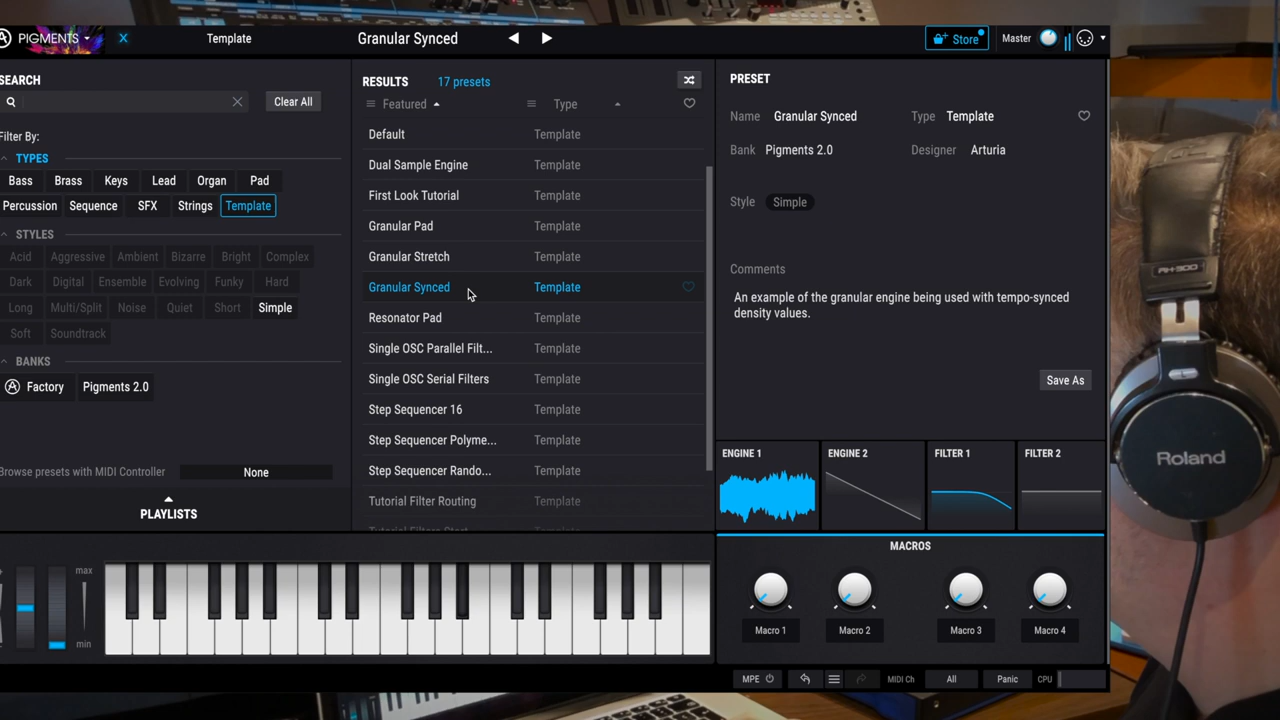 PIGMENTS
Template
Granular Synced
Store
Master
SEARCH
Clear All
Filter By:
TYPES
Bass Brass Keys Lead Organ Pad
Percussion Sequence SFX Strings Template
STYLES
Acid Aggressive Ambient Bizarre Bright Complex
Dark Digital Ensemble Evolving Funky Hard
Long Multi/Split Noise Quiet Short Simple
Soft Soundtrack
BANKS
Factory Pigments 2.0
Browse presets with MIDI Controller None
PLAYLISTS
RESULTS 17 presets
Featured Type
Default Template
Dual Sample Engine Template
First Look Tutorial Template
Granular Pad Template
Granular Stretch Template
Granular Synced Template
Resonator Pad Template
Single OSC Parallel Filt... Template
Single OSC Serial Filters Template
Step Sequencer 16 Template
Step Sequencer Polyme... Template
Step Sequencer Rando... Template
Tutorial Filter Routing Template
PRESET
Name Granular Synced Type Template
Bank Pigments 2.0 Designer Arturia
Style Simple
Comments
An example of the granular engine being used with tempo-synced
density values.
Save As
ENGINE 1 ENGINE 2 FILTER 1 FILTER 2
MACROS
Macro 1 Macro 2 Macro 3 Macro 4
max
min
MPE MIDI Ch All Panic CPU
RH-300
Roland